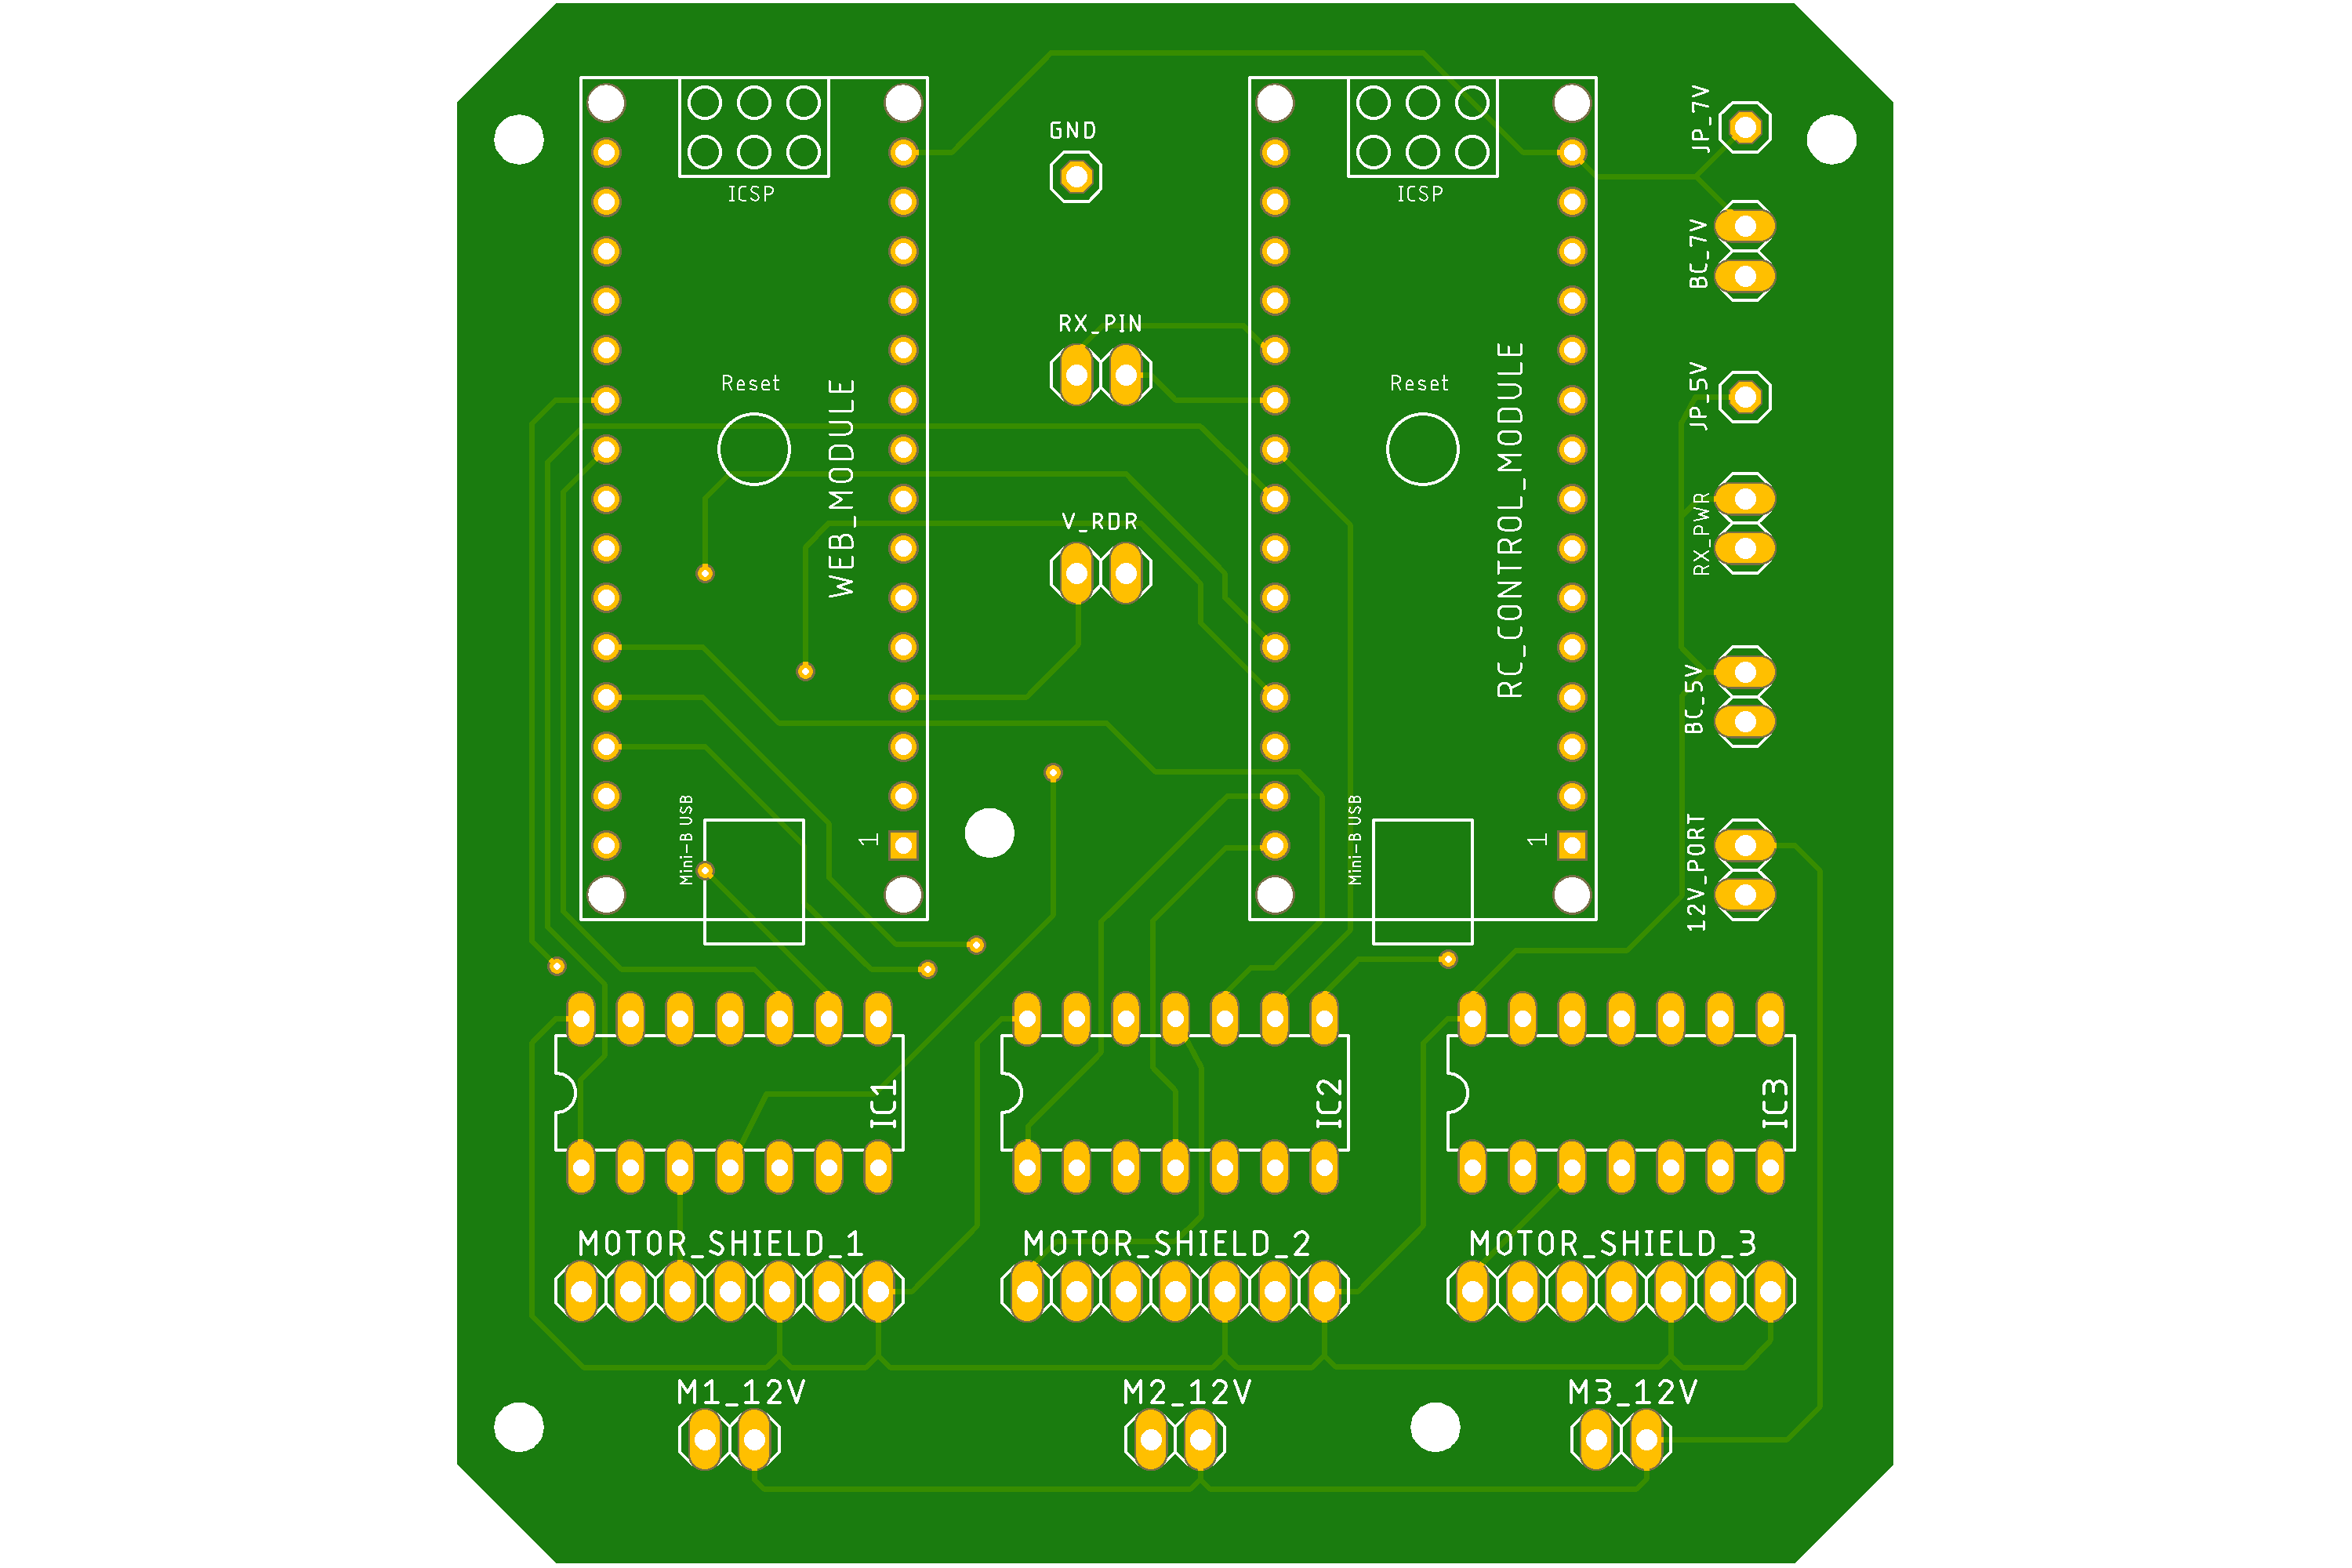 GND
JP_7V
ICSP
ICSP
BC_7V
RX_PIN
Reset
Reset
JP_5V
WEB_MODULE
RC_CONTROL_MODULE
V_RDR
RX_PWR
BC_5V
Mini-B USB
1
Mini-B USB
1
12V_PORT
IC1
IC2
IC3
MOTOR_SHIELD_1
MOTOR_SHIELD_2
MOTOR_SHIELD_3
M1_12V
M2_12V
M3_12V